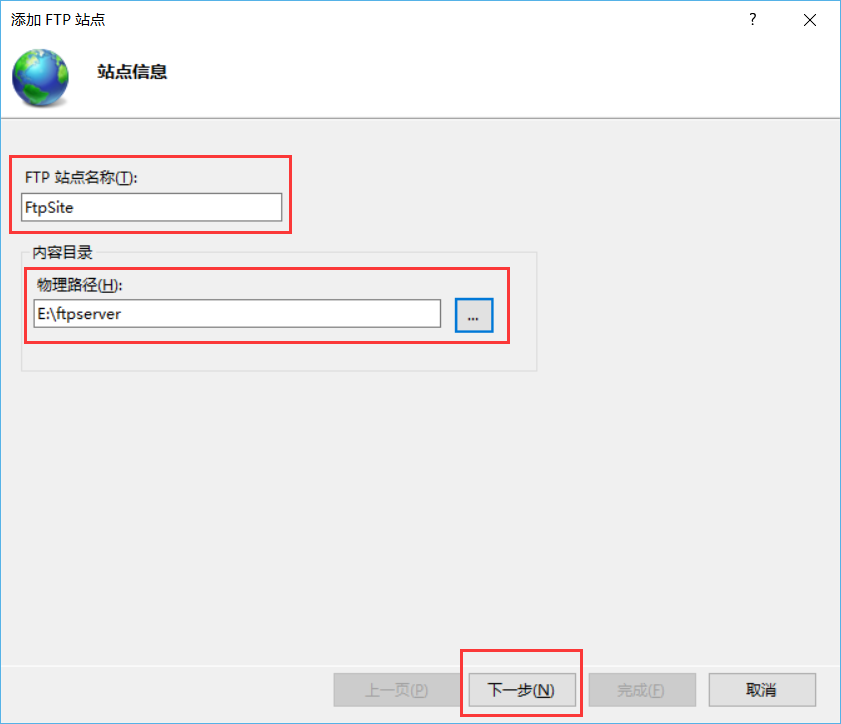 添加 FTP 站点
?
站点信息
FTP 站点名称(T):
FtpSite
内容目录
物理路径(H):
E:\ftpserver
...
上一页(P) 下一步(N) 完成(F) 取消